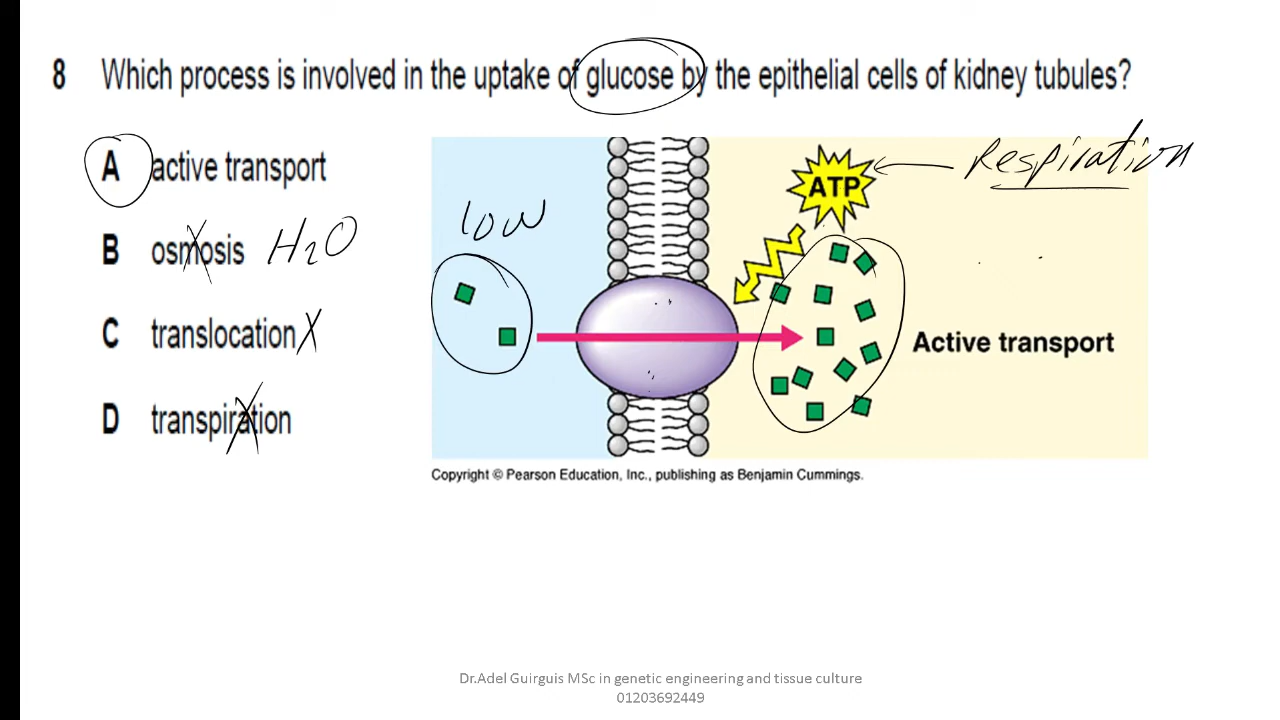 8 Which process is involved in the uptake of glucose by the epithelial cells of kidney tubules?
A active transport
B osmosis H2O
C translocation
D transpiration
low
ATP
Respiration
Active transport
Copyright © Pearson Education, Inc., publishing as Benjamin Cummings.
Dr.Adel Guirguis MSc in genetic engineering and tissue culture
01203692449